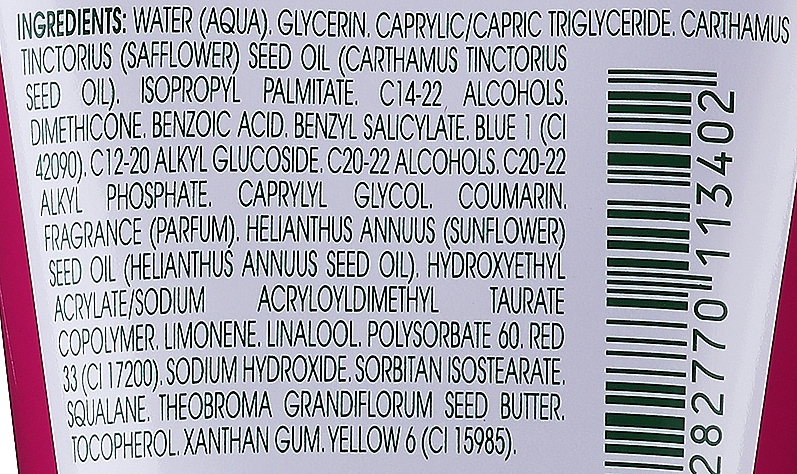 INGREDIENTS: WATER (AQUA). GLYCERIN. CAPRYLIC/CAPRIC TRIGLYCERIDE. CARTHAMUS
TINCTORIUS (SAFFLOWER) SEED OIL (CARTHAMUS TINCTORIUS
SEED OIL). ISOPROPYL PALMITATE. C14-22 ALCOHOLS.
DIMETHICONE. BENZOIC ACID. BENZYL SALICYLATE. BLUE 1 (CI
42090). C12-20 ALKYL GLUCOSIDE. C20-22 ALCOHOLS. C20-22
ALKYL PHOSPHATE. CAPRYLYL GLYCOL. COUMARIN.
FRAGRANCE (PARFUM). HELIANTHUS ANNUUS (SUNFLOWER)
SEED OIL (HELIANTHUS ANNUUS SEED OIL). HYDROXYETHYL
ACRYLATE/SODIUM ACRYLOYLDIMETHYL TAURATE
COPOLYMER. LIMONENE. LINALOOL. POLYSORBATE 60. RED
33 (CI 17200). SODIUM HYDROXIDE. SORBITAN ISOSTEARATE.
SQUALANE. THEOBROMA GRANDIFLORUM SEED BUTTER.
TOCOPHEROL. XANTHAN GUM. YELLOW 6 (CI 15985).
282770 113402